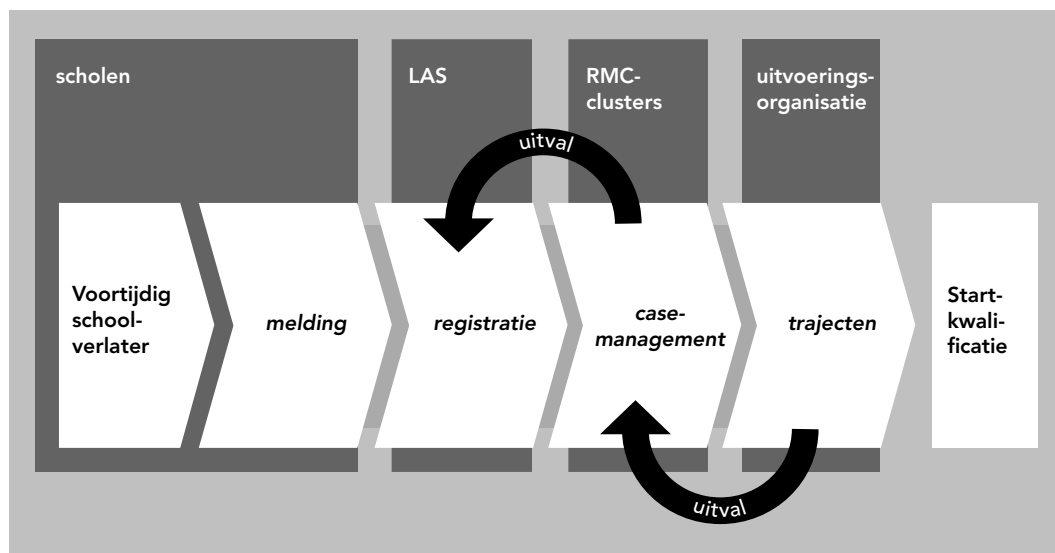 scholen
LAS
RMC-
clusters
uitvoerings-
organisatie
uitval
Voortijdig
school-
verlater
melding
registratie
case-
management
trajecten
Start-
kwali-
ficatie
uitval